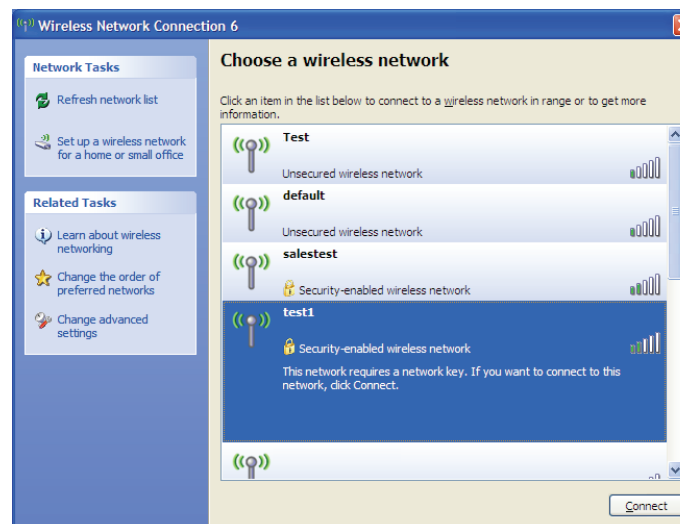 Wireless Network Connection 6
Network Tasks
Refresh network list
Set up a wireless network
for a home or small office
Related Tasks
Learn about wireless
networking
Change the order of
preferred networks
Change advanced
settings
Choose a wireless network
Click an item in the list below to connect to a wireless network in range or to get more
information.
Test
Unsecured wireless network
default
Unsecured wireless network
salestest
Security-enabled wireless network
test1
Security-enabled wireless network
This network requires a network key. If you want to connect to this
network, click Connect.
Connect